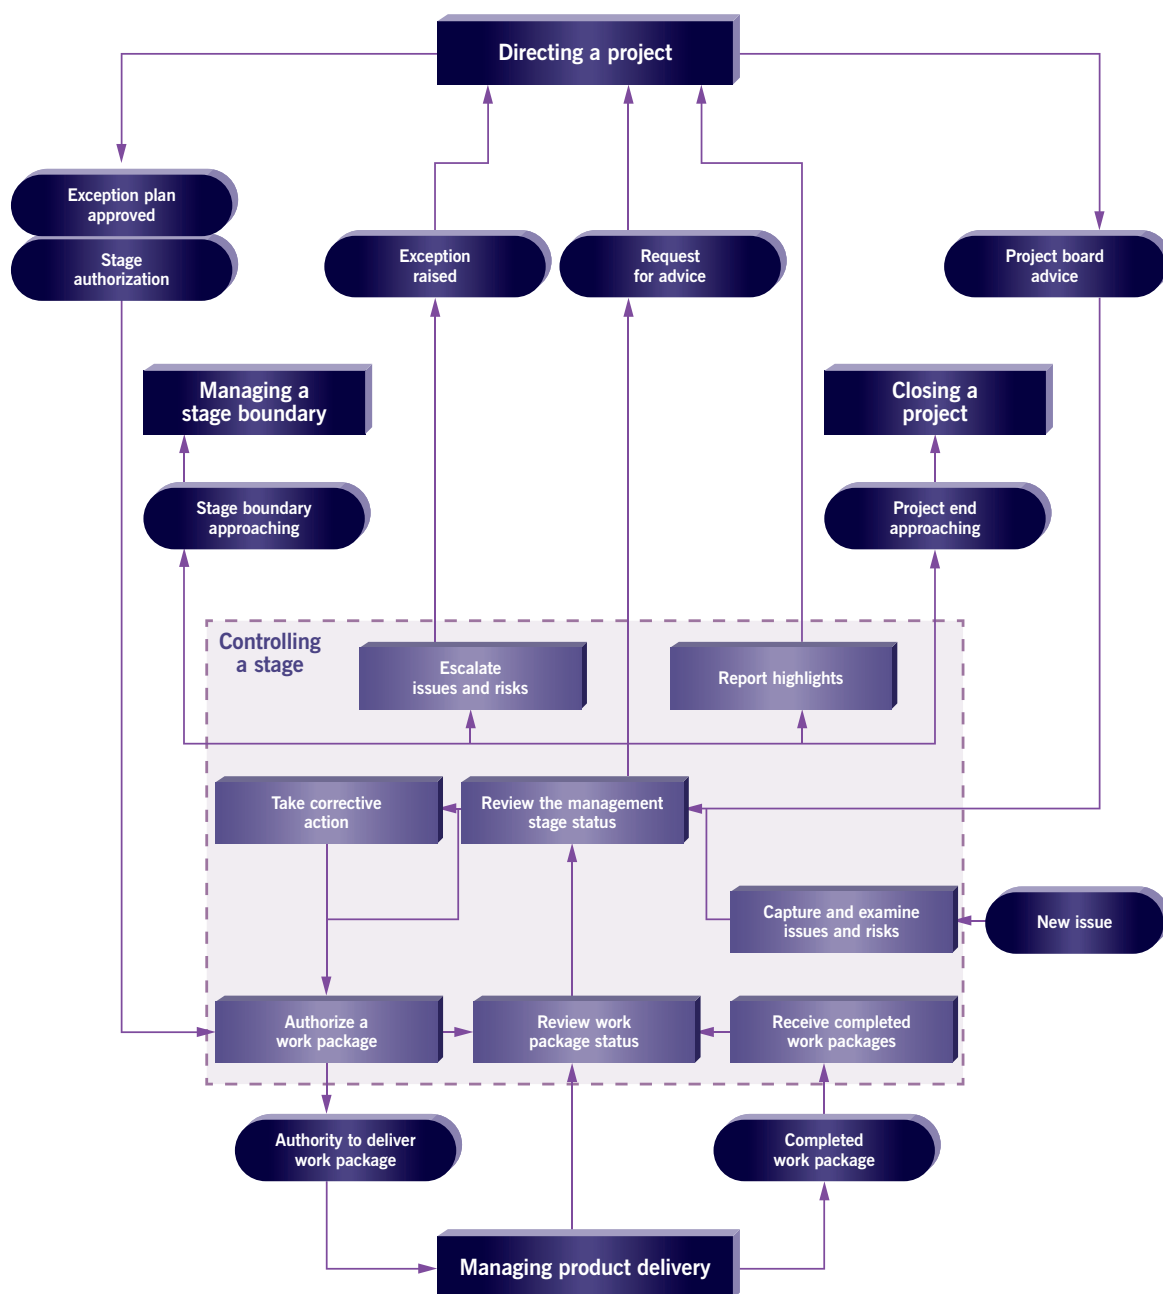 Directing a project
Exception plan
approved
Stage
authorization
Exception
raised
Request
for advice
Project board
advice
Managing a
stage boundary
Closing a
project
Stage boundary
approaching
Project end
approaching
Controlling
a stage
Escalate
issues and risks
Report highlights
Take corrective
action
Review the management
stage status
Capture and examine
issues and risks
New issue
Authorize a
work package
Review work
package status
Receive completed
work packages
Authority to deliver
work package
Completed
work package
Managing product delivery